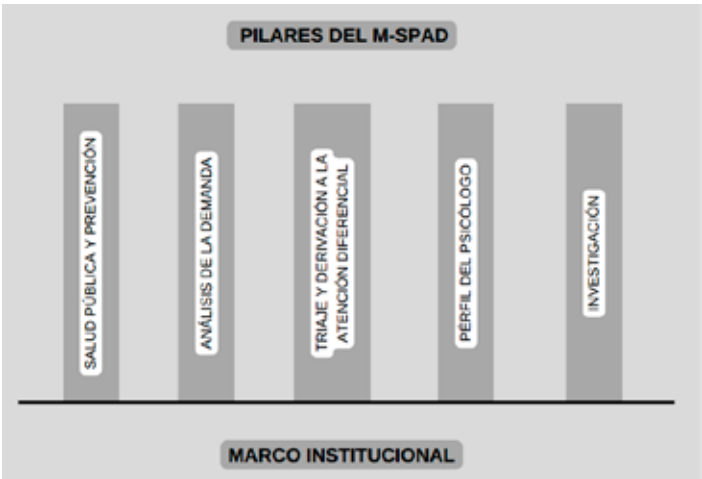 PILARES DEL M-SPAD
SALUD PÚBLICA Y PREVENCIÓN
ANÁLISIS DE LA DEMANDA
TRIAJE Y DERIVACIÓN A LA
ATENCIÓN DIFERENCIAL
PÉRFIL DEL PSICÓLOGO
INVESTIGACIÓN
MARCO INSTITUCIONAL